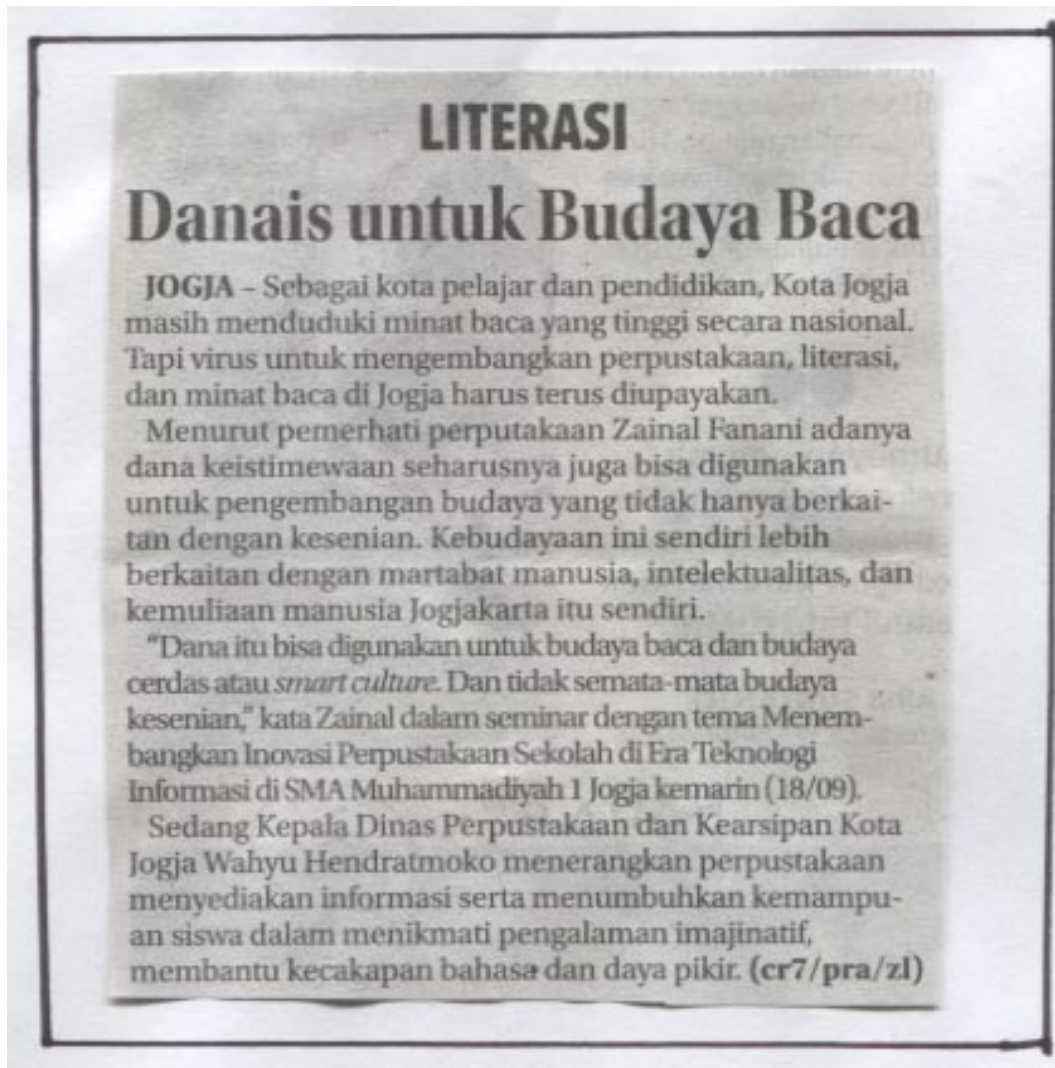 LITERASI
Danais untuk Budaya Baca
JOGJA – Sebagai kota pelajar dan pendidikan, Kota Jogja
masih menduduki minat baca yang tinggi secara nasional.
Tapi virus untuk mengembangkan perpustakaan, literasi,
dan minat baca di Jogja harus terus diupayakan.
Menurut pemerhati perputakaan Zainal Fanani adanya
dana keistimewaan seharusnya juga bisa digunakan
untuk pengembangan budaya yang tidak hanya berkai-
tan dengan kesenian. Kebudayaan ini sendiri lebih
berkaitan dengan martabat manusia, intelektualitas, dan
kemuliaan manusia Jogjakarta itu sendiri.
“Dana itu bisa digunakan untuk budaya baca dan budaya
cerdas atau smart culture. Dan tidak semata-mata budaya
kesenian,” kata Zainal dalam seminar dengan tema Menem-
bangkan Inovasi Perpustakaan Sekolah di Era Teknologi
Informasi di SMA Muhammadiyah 1 Jogja kemarin (18/09).
Sedang Kepala Dinas Perpustakaan dan Kearsipan Kota
Jogja Wahyu Hendratmoko menerangkan perpustakaan
menyediakan informasi serta menumbuhkan kemampu-
an siswa dalam menikmati pengalaman imajinatif,
membantu kecakapan bahasa dan daya pikir. (cr7/pra/zl)